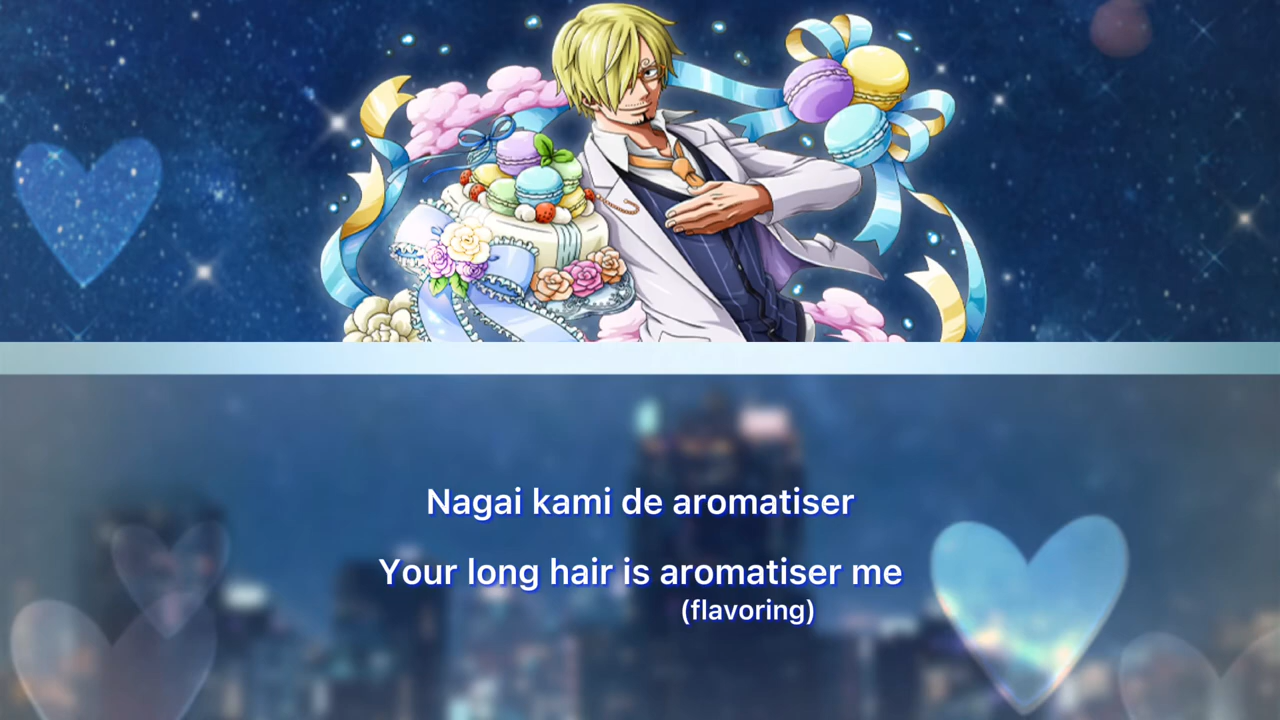 Nagai kami de aromatiser
Your long hair is aromatiser me
(flavoring)